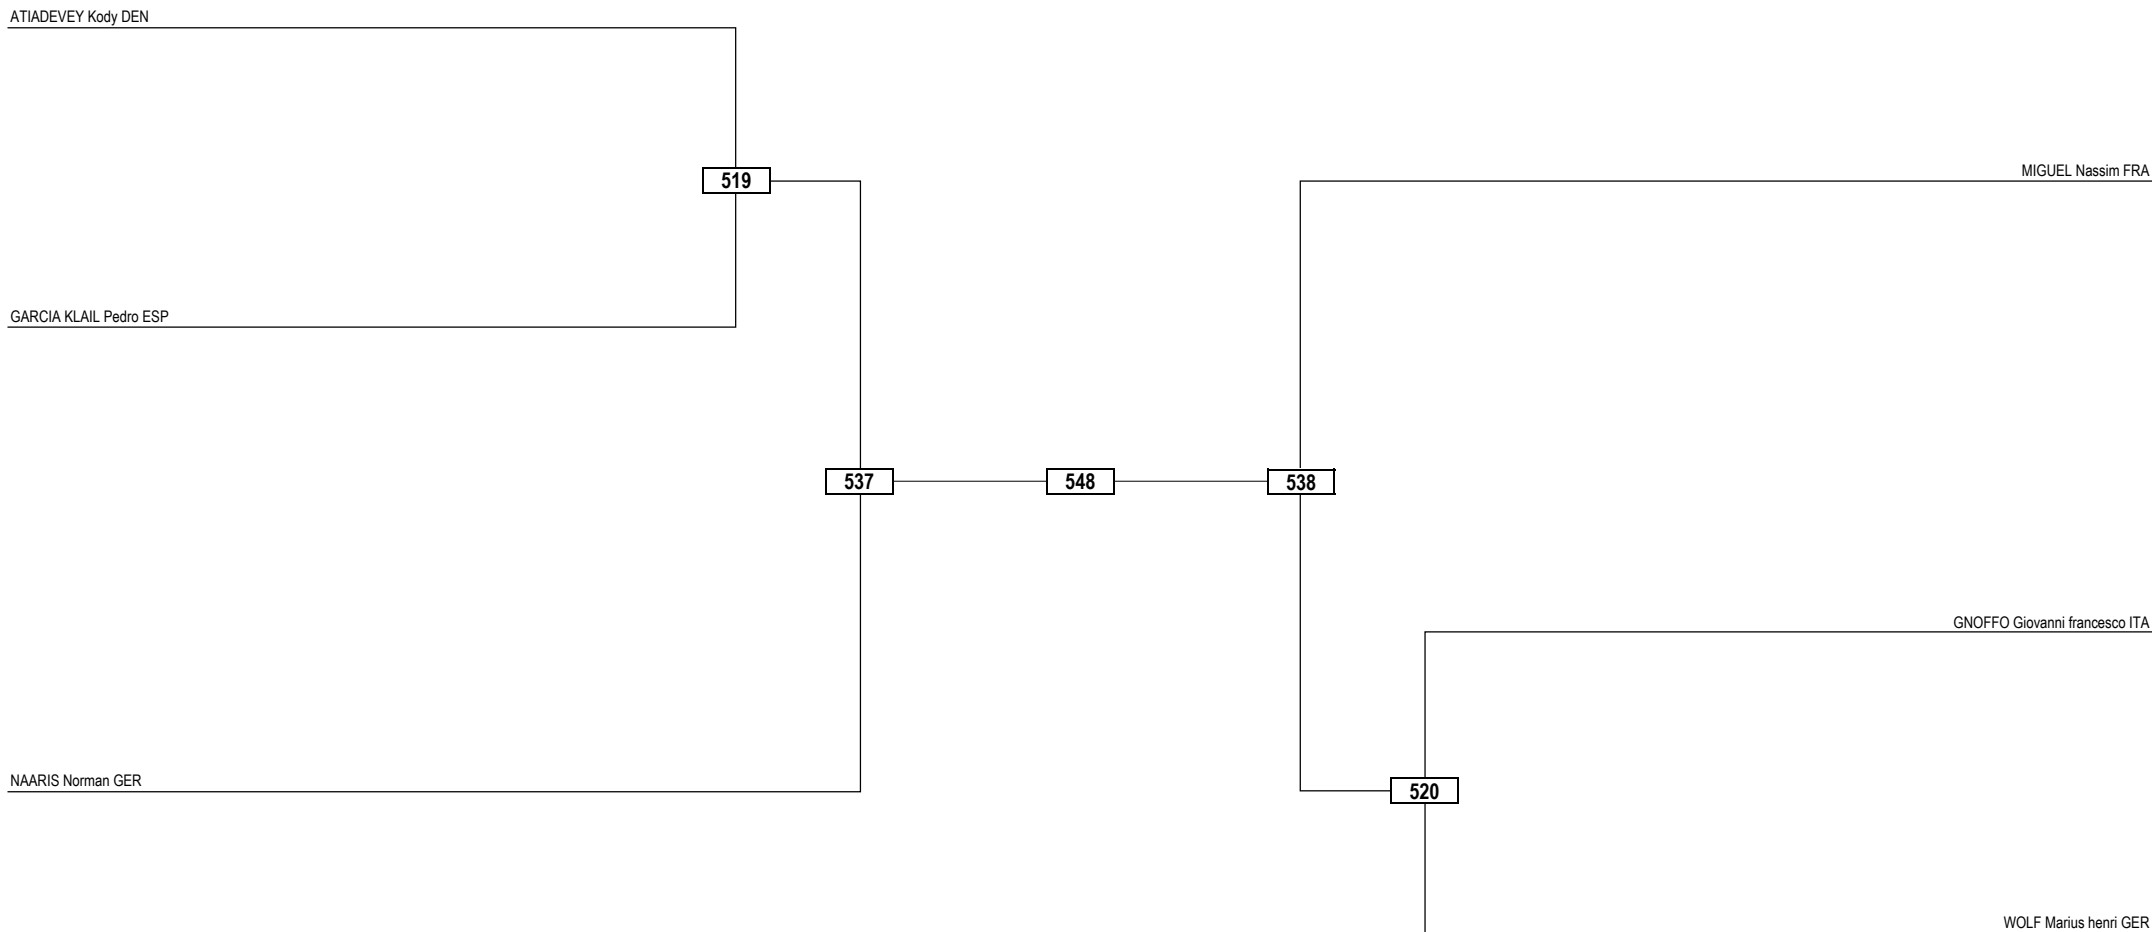 ATIADEVEY Kody DEN
MIGUEL Nassim FRA
519
GARCIA KLAIL Pedro ESP
537
548
538
GNOFFO Giovanni francesco ITA
NAARIS Norman GER
520
WOLF Marius henri GER